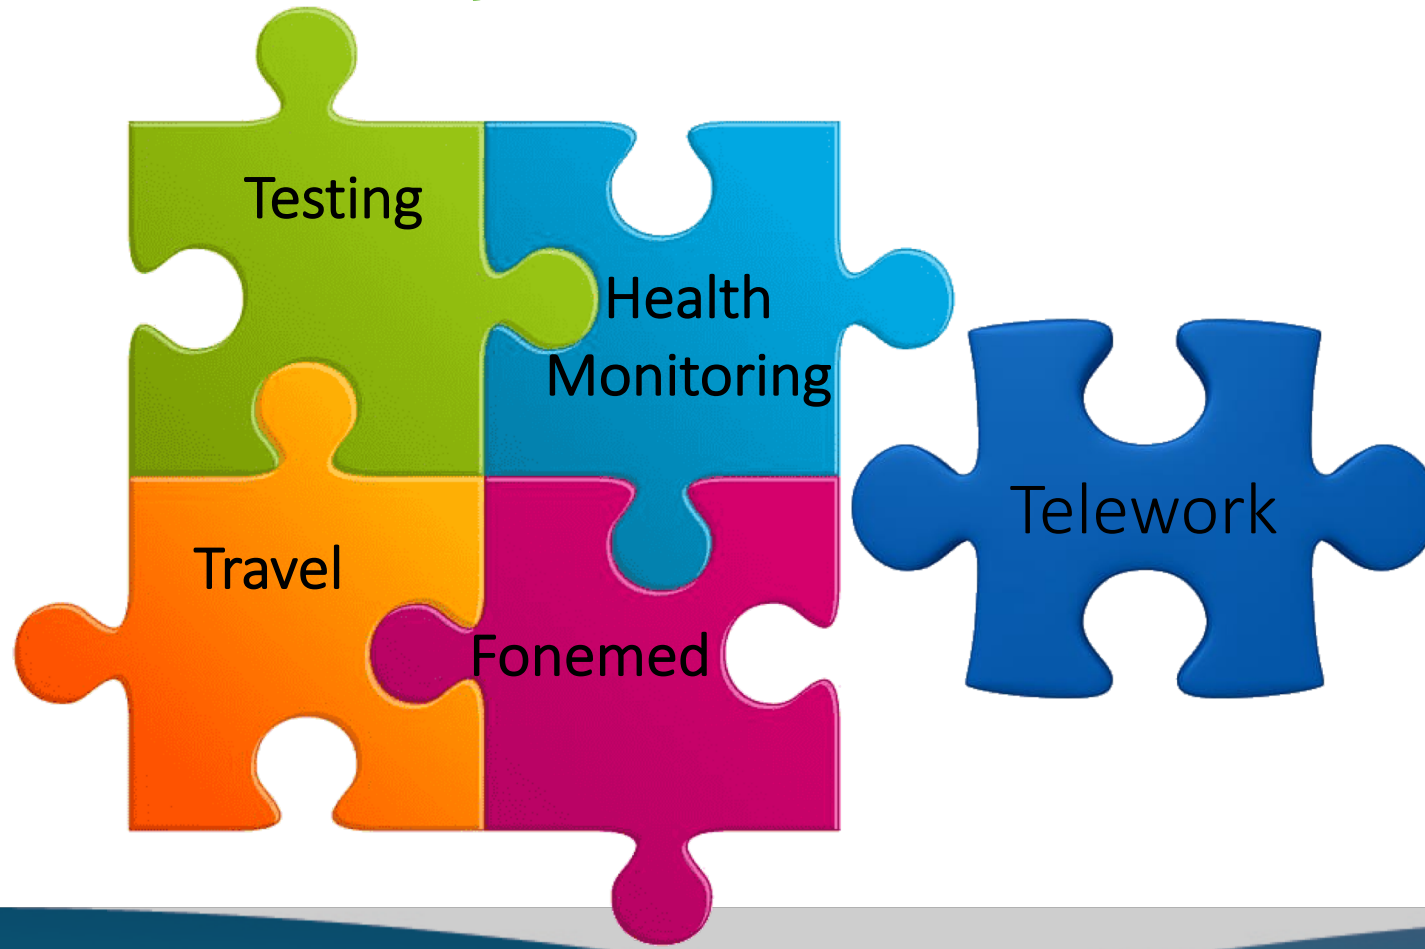 Testing
Health
Monitoring
Telework
Travel
Fonemed